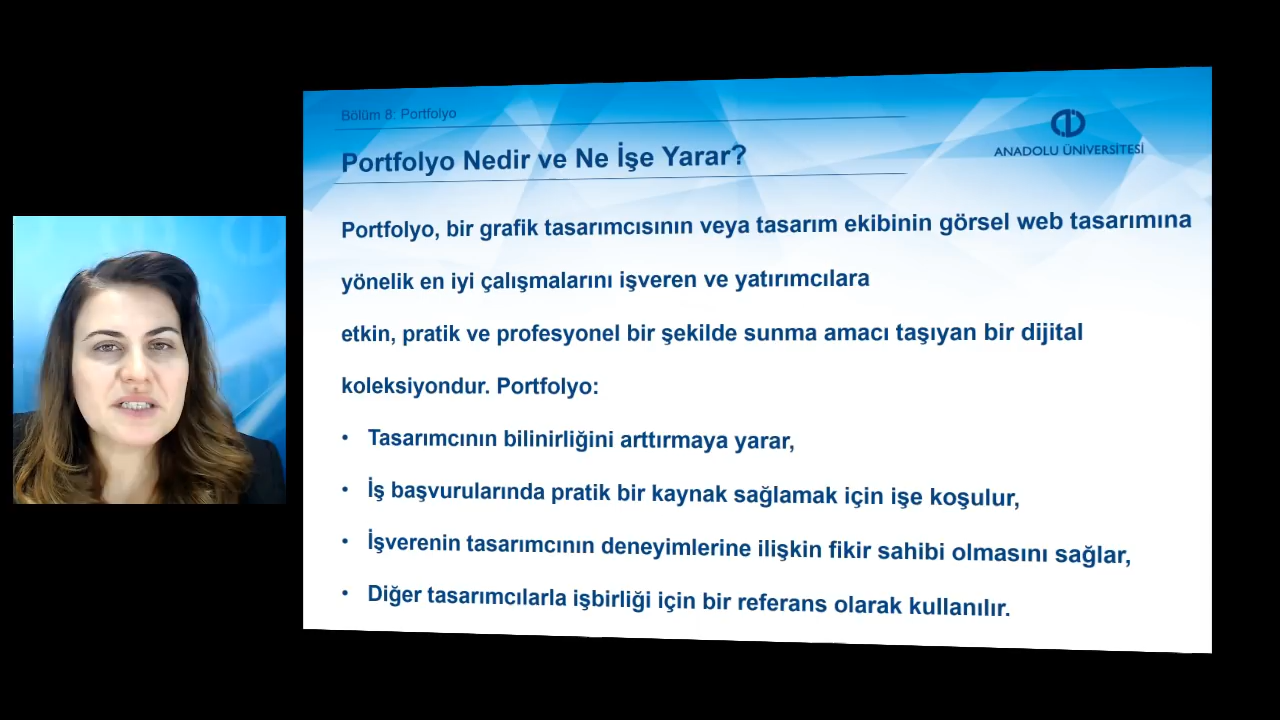 Bölüm 8: Portfolyo
Portfolyo Nedir ve Ne İşe Yarar?
ANADOLU ÜNİVERSİTESİ
Portfolyo, bir grafik tasarımcısının veya tasarım ekibinin görsel web tasarımına
yönelik en iyi çalışmalarını işveren ve yatırımcılara
etkin, pratik ve profesyonel bir şekilde sunma amacı taşıyan bir dijital
koleksiyondur. Portfolyo:
• Tasarımcının bilinirliğini arttırmaya yarar,
• İş başvurularında pratik bir kaynak sağlamak için işe koşulur,
• İşverenin tasarımcının deneyimlerine ilişkin fikir sahibi olmasını sağlar,
• Diğer tasarımcılarla işbirliği için bir referans olarak kullanılır.